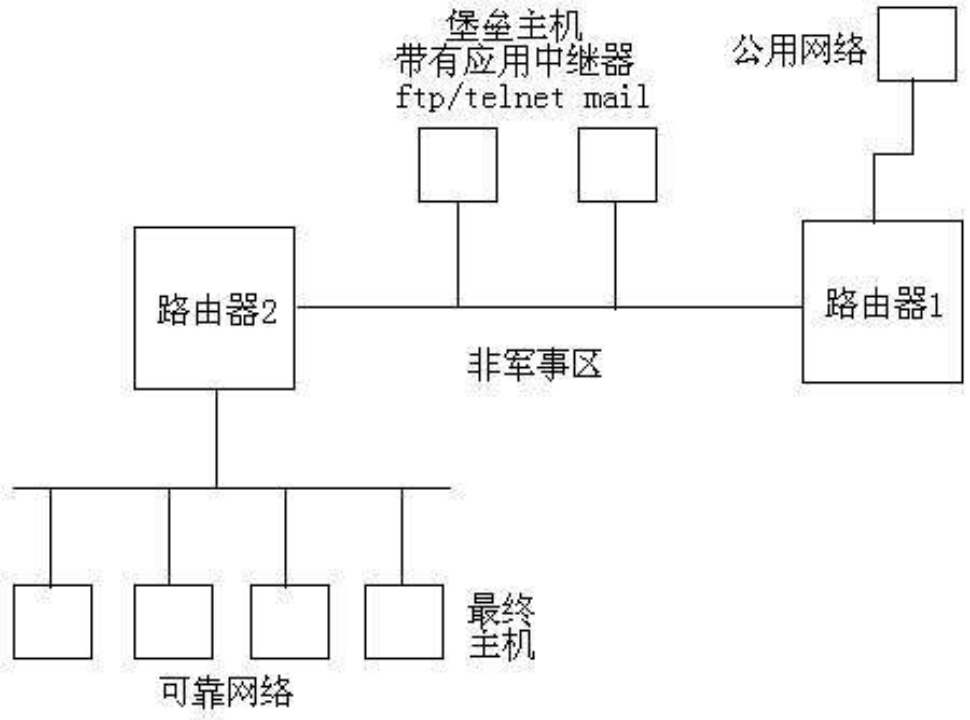 堡垒主机
带有应用中继器
ftp/telnet mail
公用网络
路由器2
路由器1
非军事区
最终
主机
可靠网络